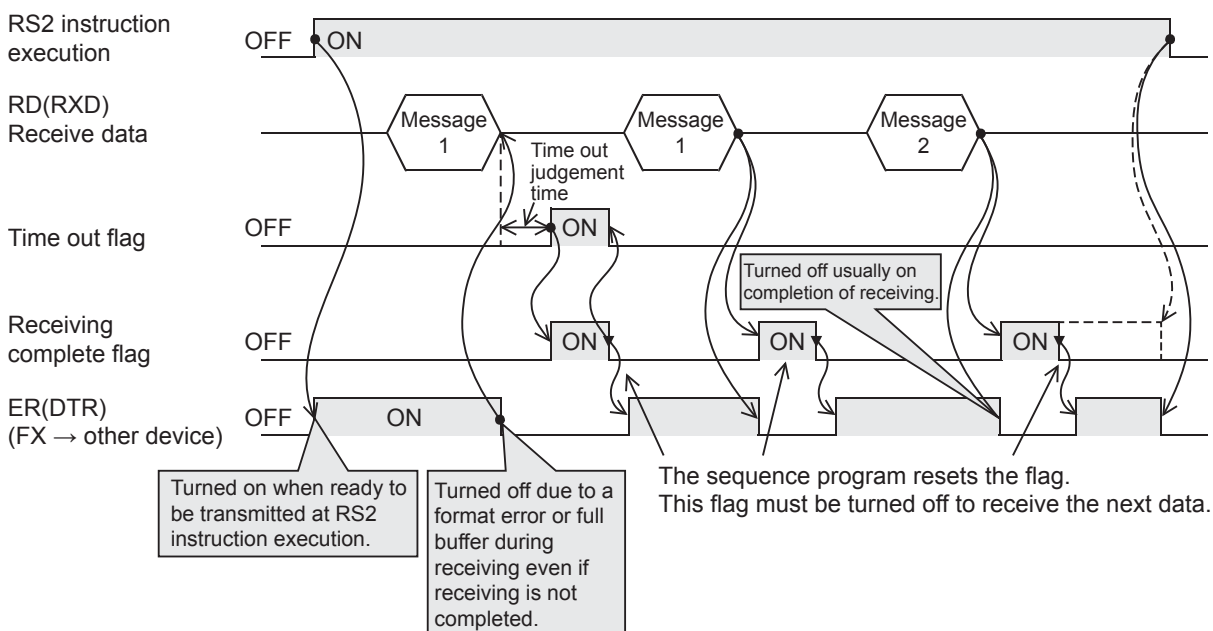 RS2 instruction
execution
OFF
ON
RD(RXD)
Receive data
Message
1
Message
1
Message
2
Time out
judgement
time
Time out flag
OFF
ON
Turned off usually on
completion of receiving.
Receiving
complete flag
OFF
ON
ON
ON
ER(DTR)
(FX → other device)
OFF
ON
Turned on when ready to
be transmitted at RS2
instruction execution.
Turned off due to a
format error or full
buffer during
receiving even if
receiving is not
completed.
The sequence program resets the flag.
This flag must be turned off to receive the next data.